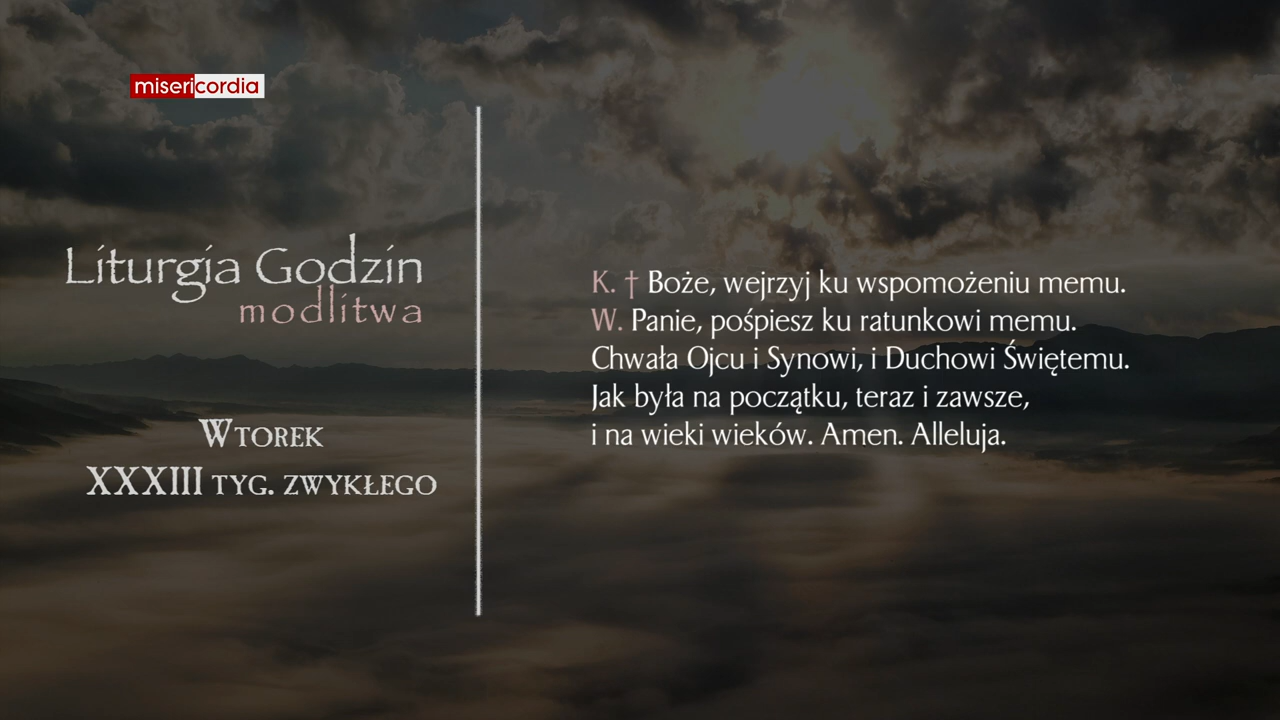 misericordia
Liturgia Godzin
modlitwa
Wtorek
XXXIII tyg. zwykłego
K. † Boże, wejrzyj ku wspomożeniu memu.
W. Panie, pośpiesz ku ratunkowi memu.
Chwała Ojcu i Synowi, i Duchowi Świętemu.
Jak była na początku, teraz i zawsze,
i na wieki wieków. Amen. Alleluja.